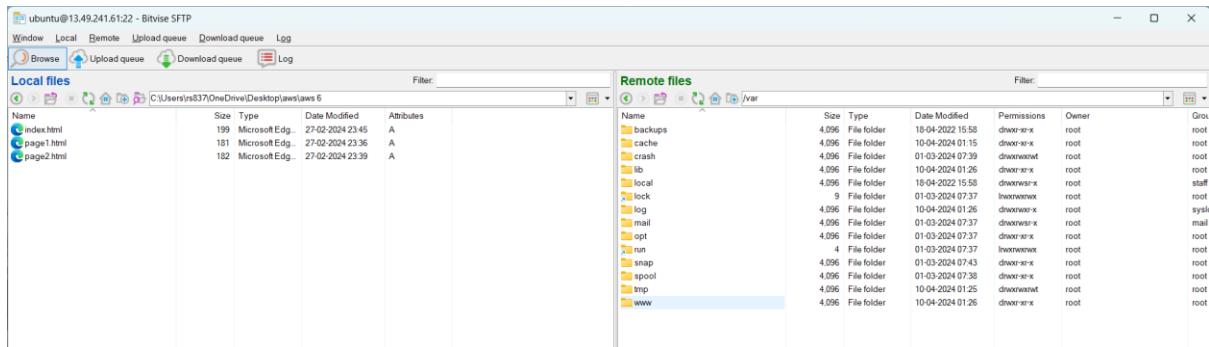 ubuntu@13.49.241.61:22 - Bitvise SFTP
Window Local Remote Upload queue Download queue Log
Browse Upload queue Download queue Log
Local files Filter:
C:\Users\rs837\OneDrive\Desktop\aws\aws 6
Name Size Type Date Modified Attributes
index.html 199 Microsoft Edg... 27-02-2024 23:45 A
page1.html 181 Microsoft Edg... 27-02-2024 23:36 A
page2.html 182 Microsoft Edg... 27-02-2024 23:39 A
Remote files Filter:
/var
Name Size Type Date Modified Permissions Owner Grou
backups 4,096 File folder 18-04-2022 15:58 drwxr-xr-x root root
cache 4,096 File folder 10-04-2024 01:15 drwxr-xr-x root root
crash 4,096 File folder 01-03-2024 07:39 drwxrwxrwt root root
lib 4,096 File folder 10-04-2024 01:26 drwxr-xr-x root root
local 4,096 File folder 18-04-2022 15:58 drwxrwsr-x root staff
lock 9 File folder 01-03-2024 07:37 lrwxrwxrwx root root
log 4,096 File folder 10-04-2024 01:26 drwxrwxr-x root syslo
mail 4,096 File folder 01-03-2024 07:37 drwxrwsr-x root mail
opt 4,096 File folder 01-03-2024 07:37 drwxr-xr-x root root
run 4 File folder 01-03-2024 07:37 lrwxrwxrwx root root
snap 4,096 File folder 01-03-2024 07:43 drwxr-xr-x root root
spool 4,096 File folder 01-03-2024 07:38 drwxr-xr-x root root
tmp 4,096 File folder 10-04-2024 01:25 drwxrwxrwt root root
www 4,096 File folder 10-04-2024 01:26 drwxr-xr-x root root